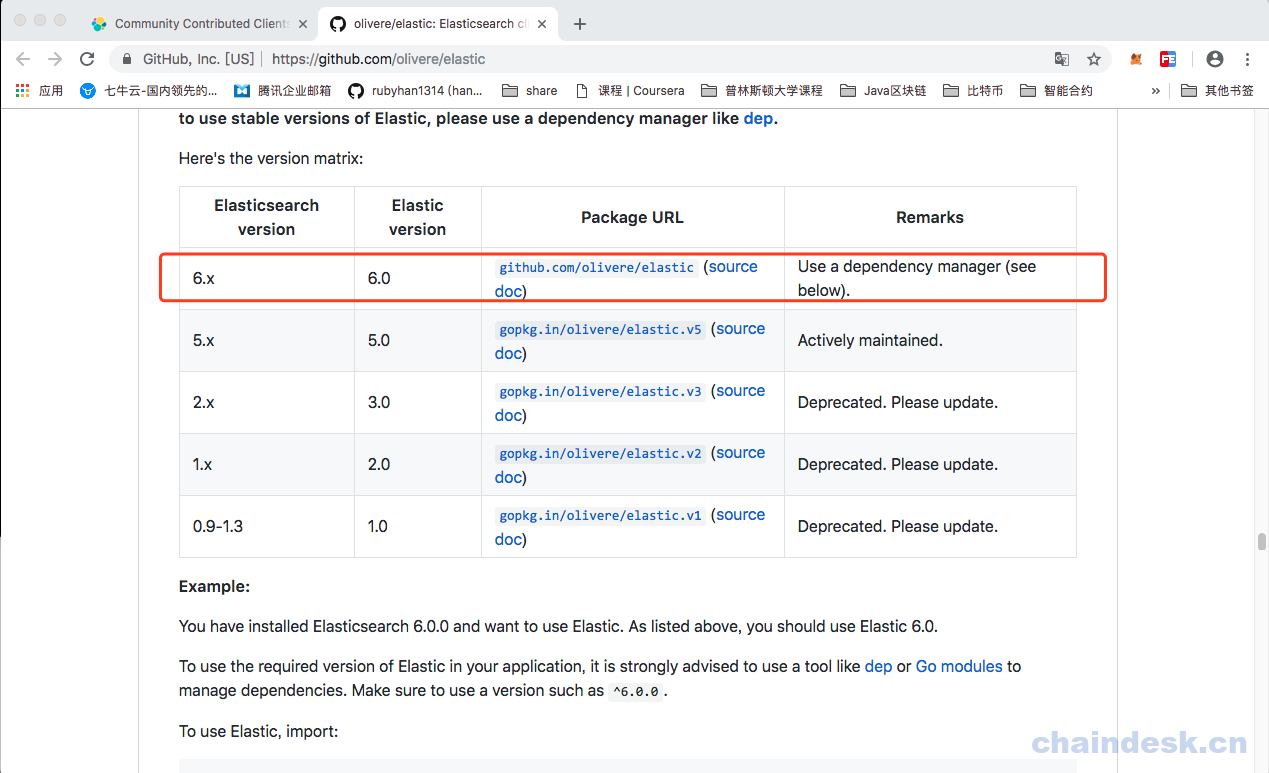 Community Contributed Clients
olivere/elastic: Elasticsearch cl
GitHub, Inc. [US] https://github.com/olivere/elastic
应用 七牛云-国内领先的... 腾讯企业邮箱 rubyhan1314 (han... share 课程 | Coursera 普林斯顿大学课程 Java区块链 比特币 智能合约 » 其他书签
to use stable versions of Elastic, please use a dependency manager like dep.
Here's the version matrix:
Elasticsearch version Elastic version Package URL Remarks
6.x 6.0 github.com/olivere/elastic (source doc) Use a dependency manager (see below).
5.x 5.0 gopkg.in/olivere/elastic.v5 (source doc) Actively maintained.
2.x 3.0 gopkg.in/olivere/elastic.v3 (source doc) Deprecated. Please update.
1.x 2.0 gopkg.in/olivere/elastic.v2 (source doc) Deprecated. Please update.
0.9-1.3 1.0 gopkg.in/olivere/elastic.v1 (source doc) Deprecated. Please update.
Example:
You have installed Elasticsearch 6.0.0 and want to use Elastic. As listed above, you should use Elastic 6.0.
To use the required version of Elastic in your application, it is strongly advised to use a tool like dep or Go modules to
manage dependencies. Make sure to use a version such as ^6.0.0.
To use Elastic, import:
chaindesk.cn